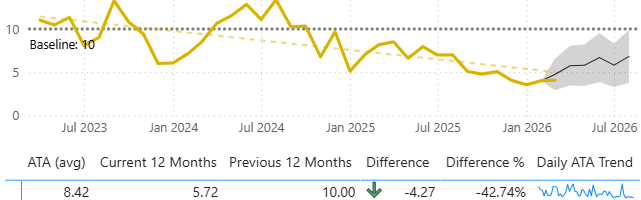 10
Baseline: 10
5
0
Jul 2023 Jan 2024 Jul 2024 Jan 2025 Jul 2025 Jan 2026 Jul 2026
ATA (avg) Current 12 Months Previous 12 Months Difference Difference % Daily ATA Trend
8.42 5.72 10.00 -4.27 -42.74%